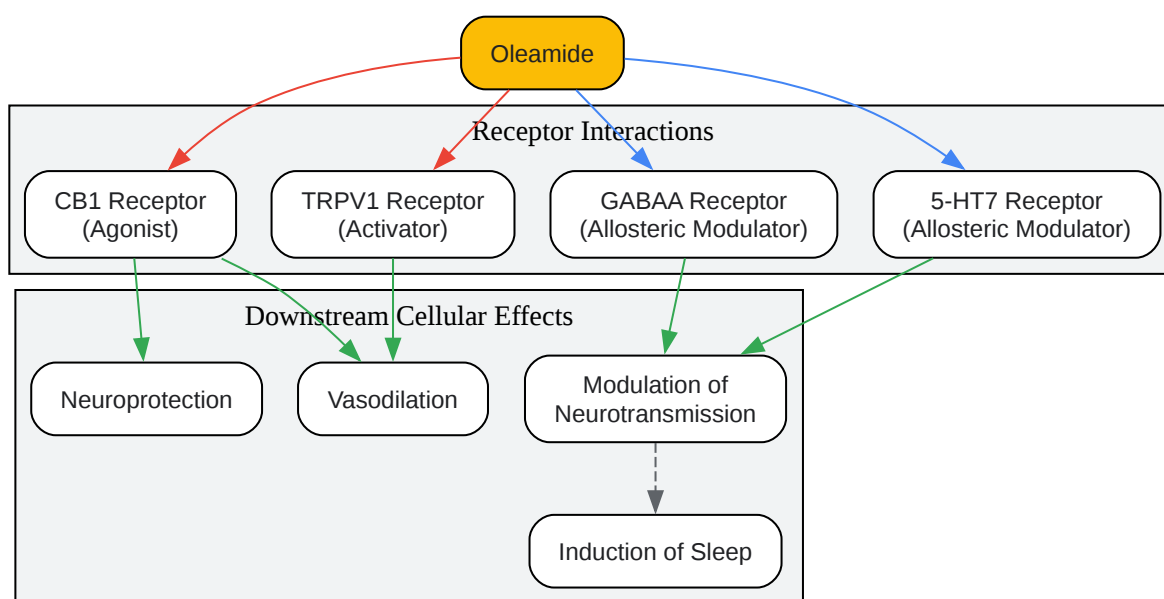 Oleamide
Receptor Interactions
CB1 Receptor
(Agonist)
TRPV1 Receptor
(Activator)
GABAA Receptor
(Allosteric Modulator)
5-HT7 Receptor
(Allosteric Modulator)
Downstream Cellular Effects
Neuroprotection
Vasodilation
Modulation of
Neurotransmission
Induction of Sleep